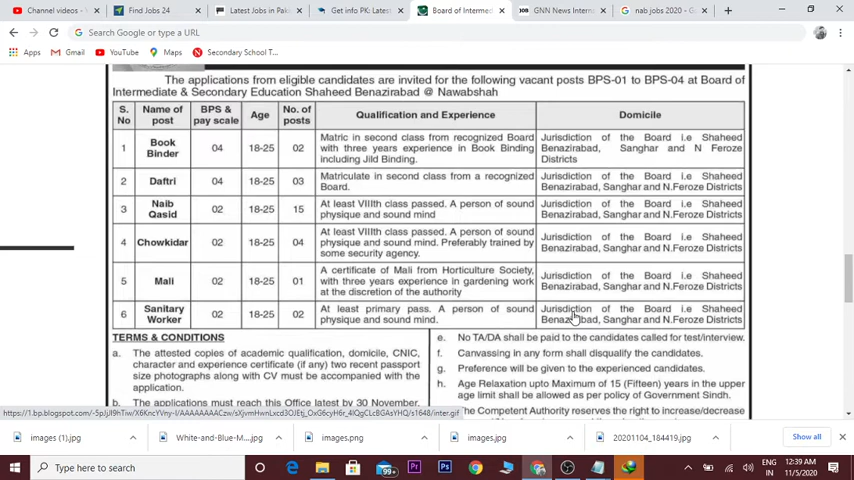 Channel videos - Y
Find Jobs 24
Latest Jobs in Pak
Get info PK: Latest
Board of Intermed
GNN News Interna
nab jobs 2020 - G
Search Google or type a URL
Apps
Gmail
YouTube
Maps
Secondary School T...
The applications from eligible candidates are invited for the following vacant posts BPS-01 to BPS-04 at Board of
Intermediate & Secondary Education Shaheed Benazirabad @ Nawabshah
S. No
Name of post
BPS & pay scale
Age
No. of posts
Qualification and Experience
Domicile
1
Book Binder
04
18-25
02
Matric in second class from recognized Board
with three years experience in Book Binding
including Jild Binding.
Jurisdiction of the Board i.e Shaheed
Benazirabad, Sanghar and N Feroze
Districts
2
Daftri
04
18-25
03
Matriculate in second class from a recognized
Board.
Jurisdiction of the Board i.e Shaheed
Benazirabad, Sanghar and N.Feroze Districts
3
Naib Qasid
02
18-25
15
At least VIIIth class passed. A person of sound
physique and sound mind
Jurisdiction of the Board i.e Shaheed
Benazirabad, Sanghar and N.Feroze Districts
4
Chowkidar
02
18-25
04
At least VIIIth class passed. A person of sound
physique and sound mind. Preferably trained by
some security agency.
Jurisdiction of the Board i.e Shaheed
Benazirabad, Sanghar and N.Feroze Districts
5
Mali
02
18-25
01
A certificate of Mali from Horticulture Society,
with three years experience in gardening work
at the discretion of the authority
Jurisdiction of the Board i.e Shaheed
Benazirabad, Sanghar and N.Feroze Districts
6
Sanitary Worker
02
18-25
02
At least primary pass. A person of sound
physique and sound mind.
Jurisdiction of the Board i.e Shaheed
Benazirabad, Sanghar and N.Feroze Districts
TERMS & CONDITIONS
a. The attested copies of academic qualification, domicile, CNIC,
character and experience certificate (if any) two recent passport
size photographs along with CV must be accompanied with the
application.
b. The applications must reach this Office latest by 30 November,
e. No TA/DA shall be paid to the candidates called for test/interview.
f. Canvassing in any form shall disqualify the candidates.
g. Preference will be given to the experienced candidates.
h. Age Relaxation upto Maximum of 15 (Fifteen) years in the upper
age limit shall be allowed as per policy of Government Sindh.
The Competent Authority reserves the right to increase/decrease
images (1).jpg
White-and-Blue-M....jpg
images.png
images.jpg
20201104_184419.jpg
Show all
Type here to search
99+
ENG
IN
12:39 AM
11/5/2020